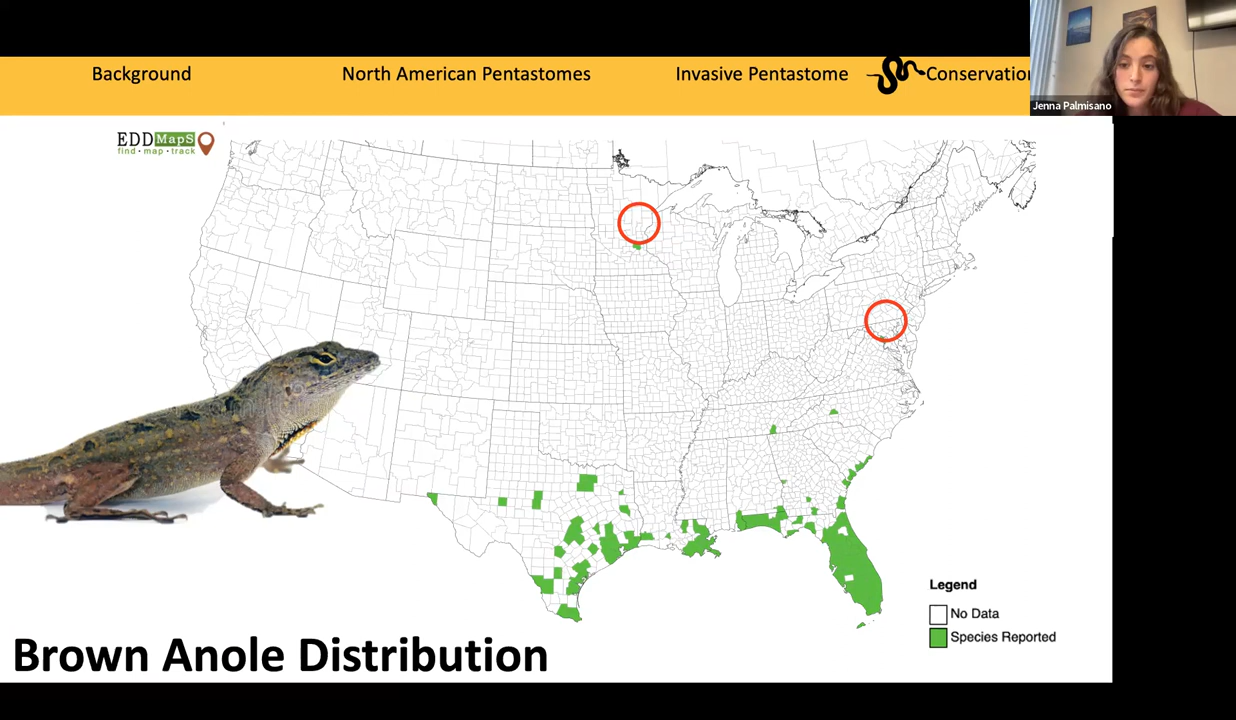 Background
North American Pentastomes
Invasive Pentastome
Conservation
Jenna Palmisano
EDDMapS
find • map • track
Legend
No Data
Species Reported
Brown Anole Distribution